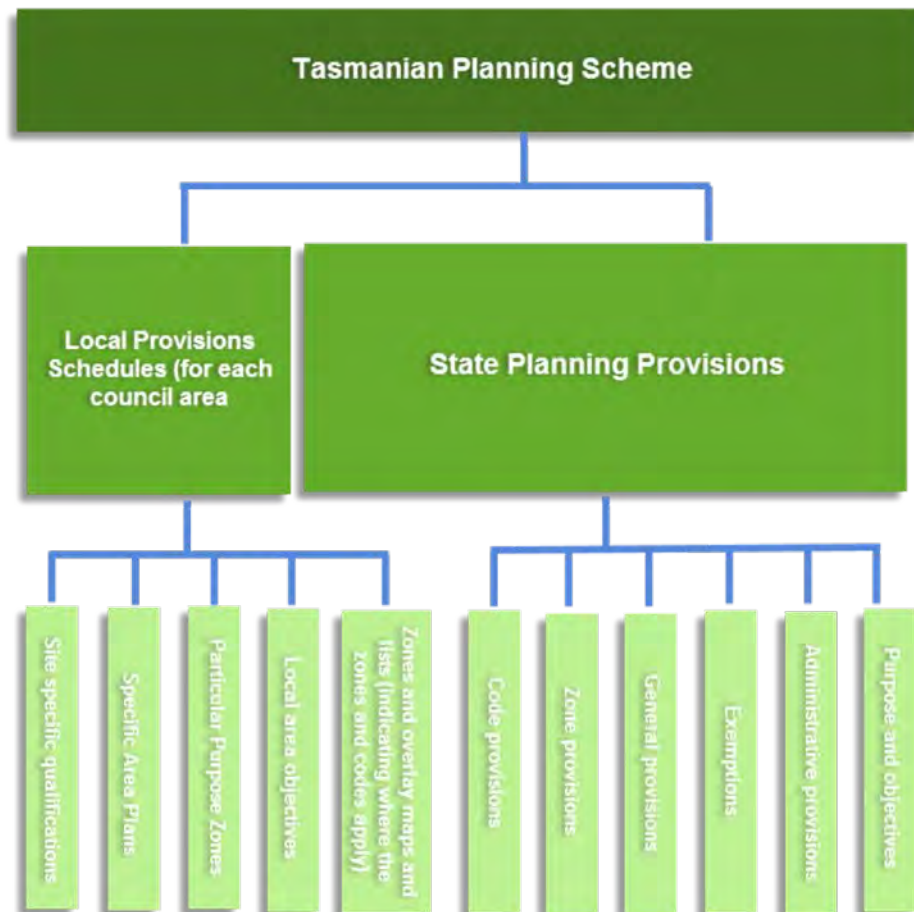 Tasmanian Planning Scheme
Local Provisions
Schedules (for each
council area
State Planning Provisions
Site specific qualifications
Specific Area Plans
Particular Purpose Zones
Local area objectives
Zones and overlay maps and
lists (indicating where the
zones and codes apply)
Code provisions
Zone provisions
General provisions
Exemptions
Administrative provisions
Purpose and objectives